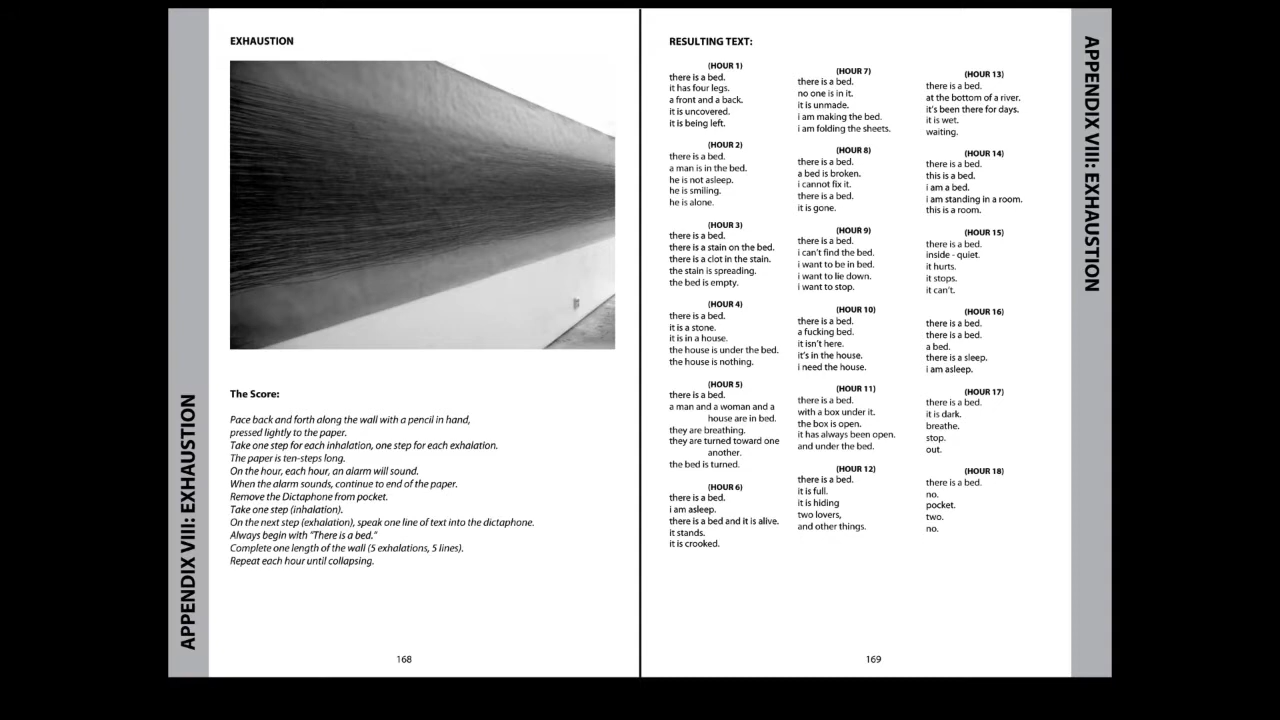 APPENDIX VIII: EXHAUSTION
EXHAUSTION
The Score:
Pace back and forth along the wall with a pencil in hand,
pressed lightly to the paper.
Take one step for each inhalation, one step for each exhalation.
The paper is ten-steps long.
On the hour, each hour, an alarm will sound.
When the alarm sounds, continue to end of the paper.
Remove the Dictaphone from pocket.
Take one step (inhalation).
On the next step (exhalation), speak one line of text into the dictaphone.
Always begin with “There is a bed.”
Complete one length of the wall (5 exhalations, 5 lines).
Repeat each hour until collapsing.
168
RESULTING TEXT:
(HOUR 1)
there is a bed.
it has four legs.
a front and a back.
it is uncovered.
it is being left.
(HOUR 2)
there is a bed.
a man is in the bed.
he is not asleep.
he is smiling.
he is alone.
(HOUR 3)
there is a bed.
there is a stain on the bed.
there is a clot in the stain.
the stain is spreading.
the bed is empty.
(HOUR 4)
there is a bed.
it is a stone.
it is in a house.
the house is under the bed.
the house is nothing.
(HOUR 5)
there is a bed.
a man and a woman and a
house are in bed.
they are breathing.
they are turned toward one
another.
the bed is turned.
(HOUR 6)
there is a bed.
i am asleep.
there is a bed and it is alive.
it stands.
it is crooked.
(HOUR 7)
there is a bed.
no one is in it.
it is unmade.
i am making the bed.
i am folding the sheets.
(HOUR 8)
there is a bed.
a bed is broken.
i cannot fix it.
there is a bed.
it is gone.
(HOUR 9)
there is a bed.
i can't find the bed.
i want to be in bed.
i want to lie down.
i want to stop.
(HOUR 10)
there is a bed.
a fucking bed.
it isn't here.
it's in the house.
i need the house.
(HOUR 11)
there is a bed.
with a box under it.
the box is open.
it has always been open.
and under the bed.
(HOUR 12)
there is a bed.
it is full.
it is hiding
two lovers,
and other things.
(HOUR 13)
there is a bed.
at the bottom of a river.
it's been there for days.
it is wet.
waiting.
(HOUR 14)
there is a bed.
this is a bed.
i am a bed.
i am standing in a room.
this is a room.
(HOUR 15)
there is a bed.
inside - quiet.
it hurts.
it stops.
it can't.
(HOUR 16)
there is a bed.
there is a bed.
a bed.
there is a sleep.
i am asleep.
(HOUR 17)
there is a bed.
it is dark.
breathe.
stop.
out.
(HOUR 18)
there is a bed.
no.
pocket.
two.
no.
169
APPENDIX VIII: EXHAUSTION